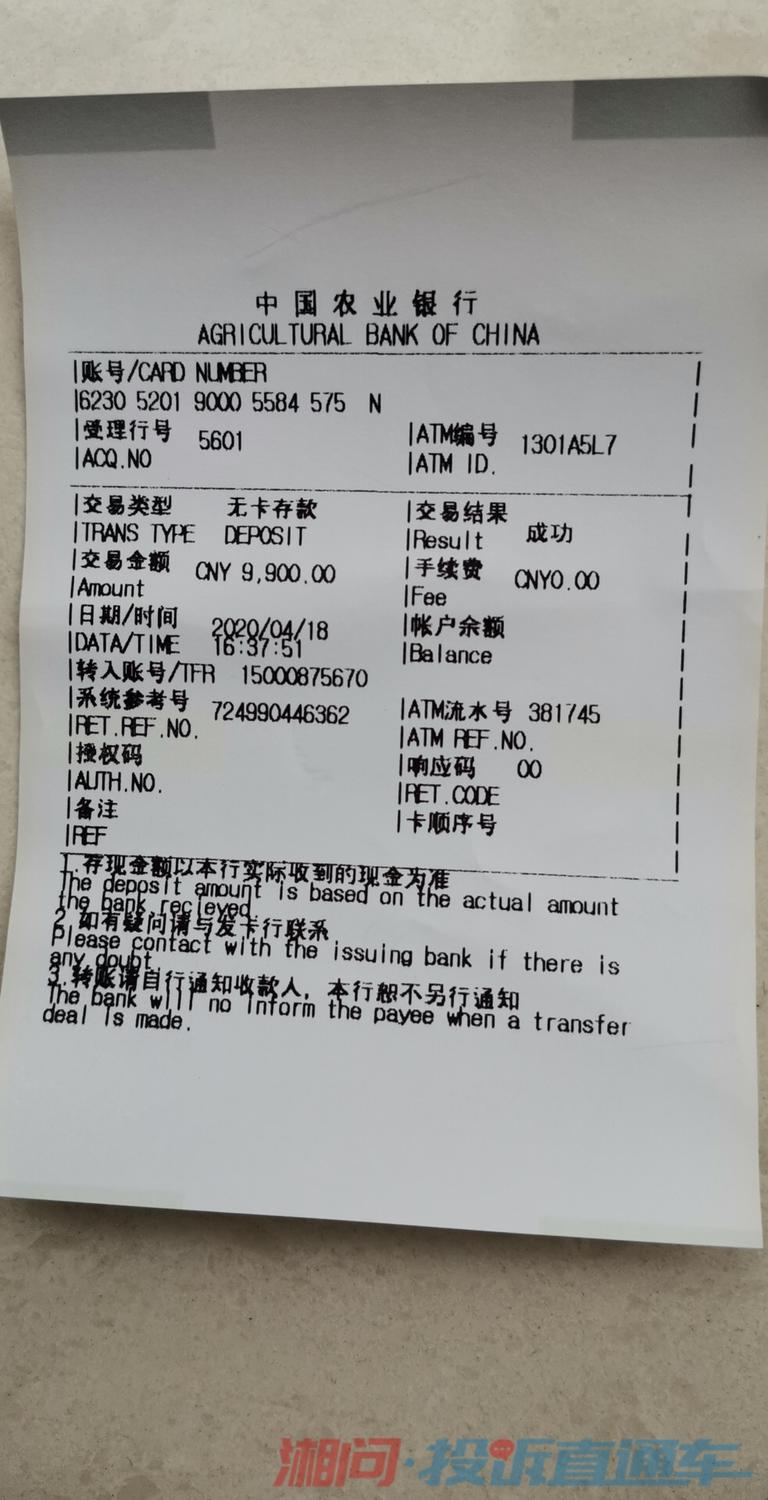 中国农业银行
AGRICULTURAL BANK OF CHINA
账号/CARD NUMBER
6230 5201 9000 5584 575 N
受理行号 5601 ATM编号 1301A5L7
ACQ.NO ATM ID.
交易类型 无卡存款 交易结果 成功
TRANS TYPE DEPOSIT Result
交易金额 CNY 9,900.00 手续费 CNY0.00
Amount Fee
日期/时间 2020/04/18 帐户余额
DATA/TIME 16:37:51 Balance
转入账号/TFR 15000875670
系统参考号 724990446362 ATM流水号 381745
RET.REF.NO. ATM REF.NO.
授权码 响应码 00
AUTH.NO. RET.CODE
备注 卡顺序号
REF
1.存现金额以本行实际收到的现金为准
The deposit amount is based on the actual amount
the bank recieved
2.如有疑问请与发卡行联系
Please contact with the issuing bank if there is
any doubt
3.转账请自行通知收款人，本行恕不另行通知
The bank will no inform the payee when a transfer
deal is made.
湘问·投诉直通车